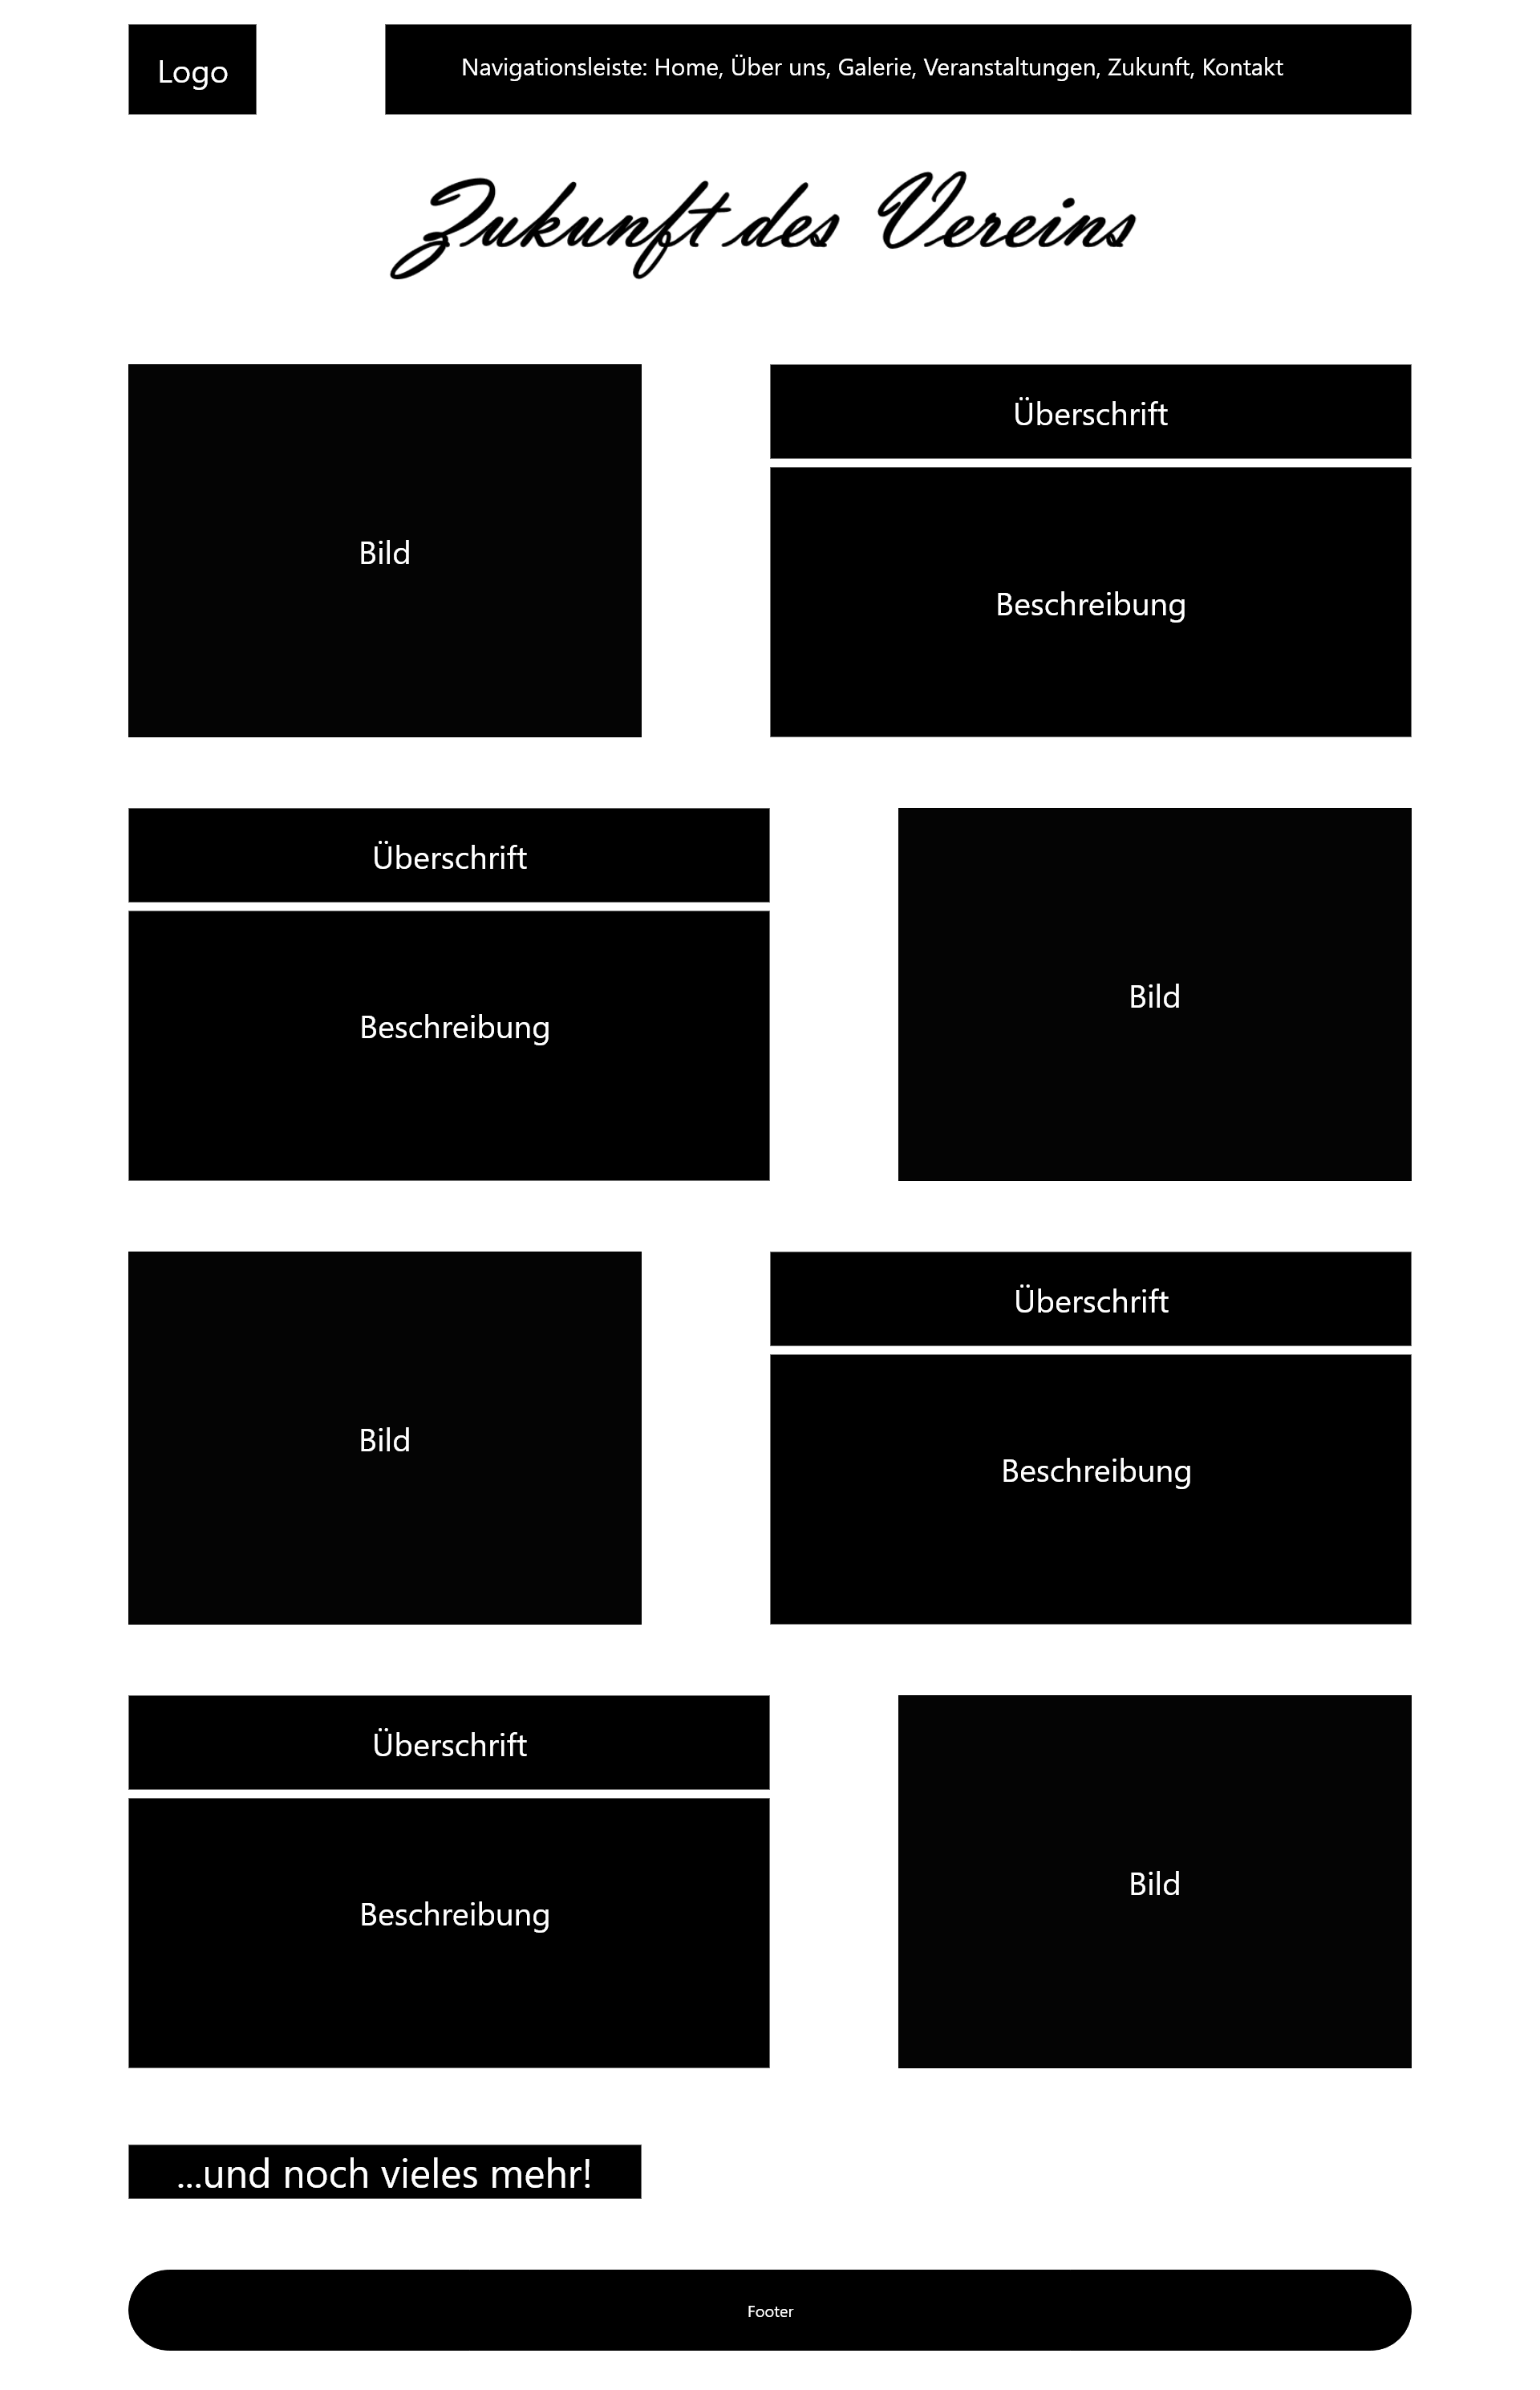 Logo
Navigationsleiste: Home, Über uns, Galerie, Veranstaltungen, Zukunft, Kontakt
Zukunft des Vereins
Bild
Überschrift
Beschreibung
Überschrift
Beschreibung
Bild
Bild
Überschrift
Beschreibung
Überschrift
Beschreibung
Bild
...und noch vieles mehr!
Footer